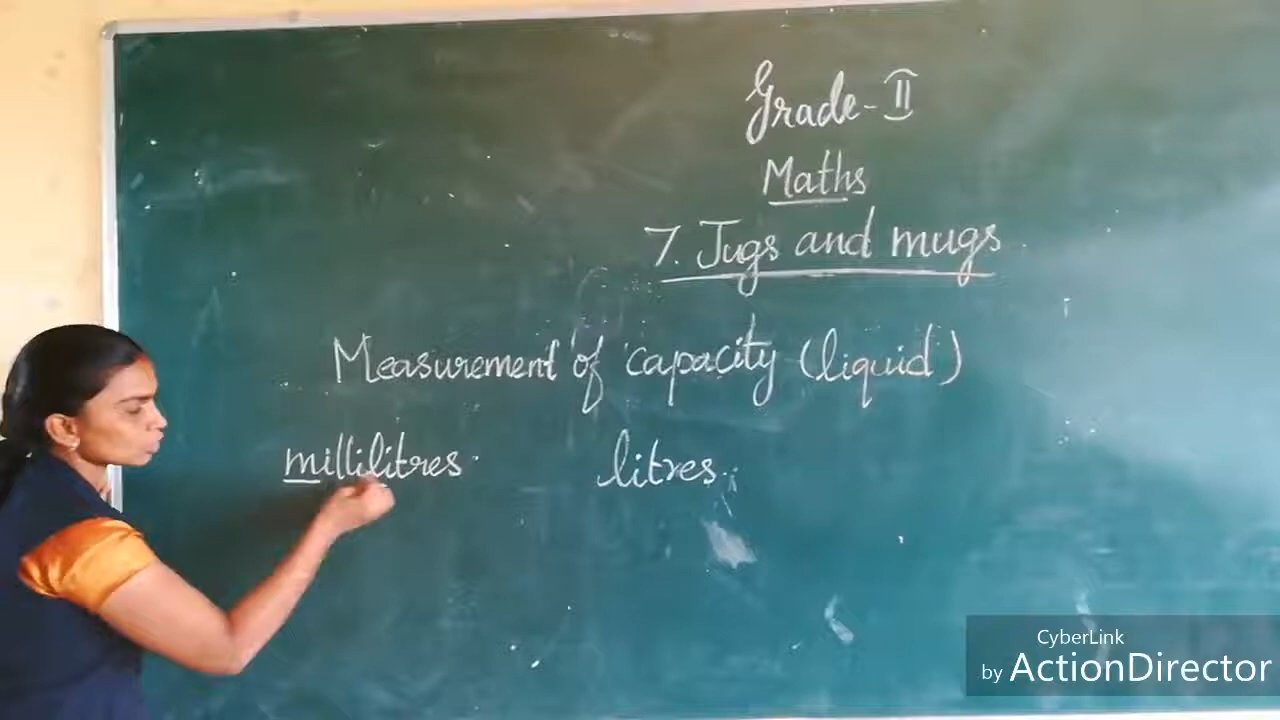 Grade-II
Maths
7. Jugs and mugs
Measurement of capacity (liquid)
millilitres litres
CyberLink
by ActionDirector